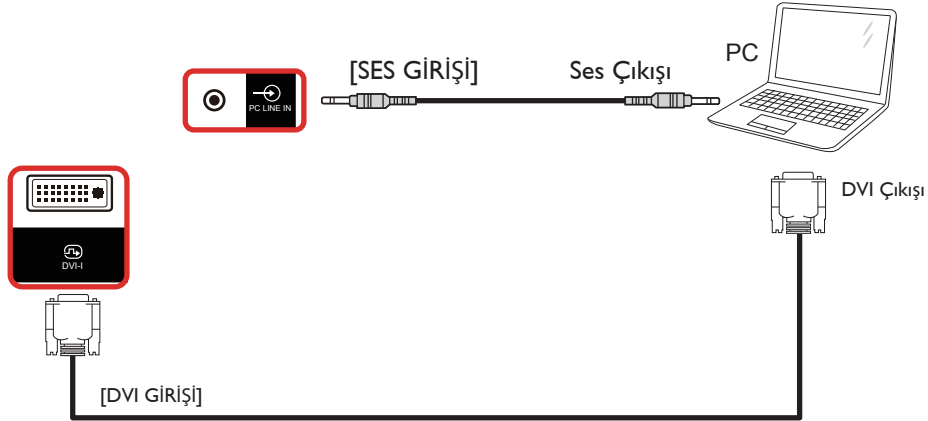 [SES GİRİŞİ]
Ses Çıkışı
PC
PC LINE IN
DVI Çıkışı
DVI-I
[DVI GİRİŞİ]